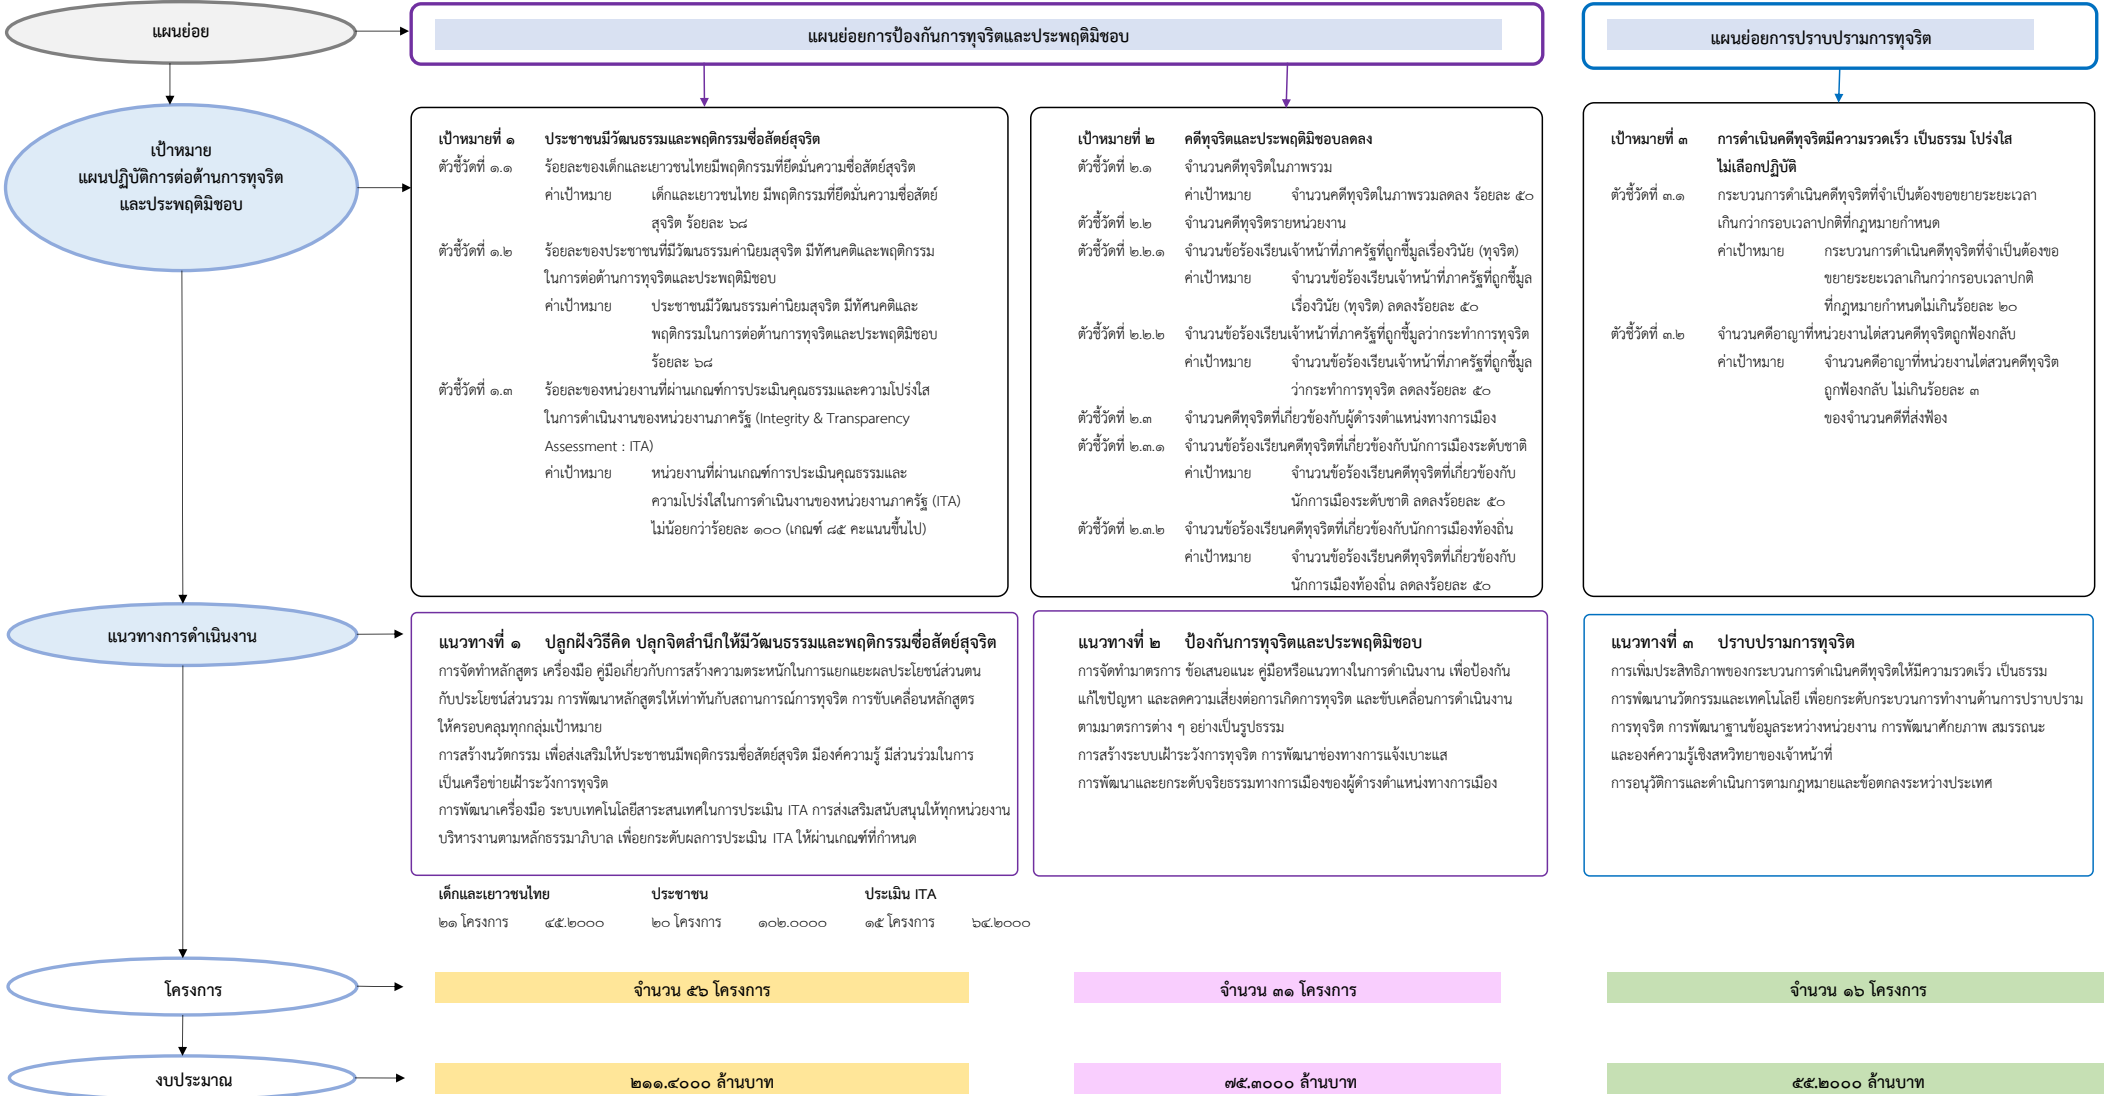 แผนย่อย
แผนย่อยการป้องกันการทุจริตและประพฤติมิชอบ
แผนย่อยการปราบปรามการทุจริต
เป้าหมาย
แผนปฏิบัติการต่อต้านการทุจริต
และประพฤติมิชอบ
เป้าหมายที่ ๑ ประชาชนมีวัฒนธรรมและพฤติกรรมซื่อสัตย์สุจริต
ตัวชี้วัดที่ ๑.๑ ร้อยละของเด็กและเยาวชนไทยมีพฤติกรรมที่ยึดมั่นความซื่อสัตย์สุจริต
ค่าเป้าหมาย เด็กและเยาวชนไทย มีพฤติกรรมที่ยึดมั่นความซื่อสัตย์
สุจริต ร้อยละ ๖๘
ตัวชี้วัดที่ ๑.๒ ร้อยละของประชาชนที่มีวัฒนธรรมค่านิยมสุจริต มีทัศนคติและพฤติกรรม
ในการต่อต้านการทุจริตและประพฤติมิชอบ
ค่าเป้าหมาย ประชาชนมีวัฒนธรรมค่านิยมสุจริต มีทัศนคติและ
พฤติกรรมในการต่อต้านการทุจริตและประพฤติมิชอบ
ร้อยละ ๖๘
ตัวชี้วัดที่ ๑.๓ ร้อยละของหน่วยงานที่ผ่านเกณฑ์การประเมินคุณธรรมและความโปร่งใส
ในการดำเนินงานของหน่วยงานภาครัฐ (Integrity & Transparency
Assessment : ITA)
ค่าเป้าหมาย หน่วยงานที่ผ่านเกณฑ์การประเมินคุณธรรมและ
ความโปร่งใสในการดำเนินงานของหน่วยงานภาครัฐ (ITA)
ไม่น้อยกว่าร้อยละ ๑๐๐ (เกณฑ์ ๘๕ คะแนนขึ้นไป)
เป้าหมายที่ ๒ คดีทุจริตและประพฤติมิชอบลดลง
ตัวชี้วัดที่ ๒.๑ จำนวนคดีทุจริตในภาพรวม
ค่าเป้าหมาย จำนวนคดีทุจริตในภาพรวมลดลง ร้อยละ ๕๐
ตัวชี้วัดที่ ๒.๒ จำนวนคดีทุจริตรายหน่วยงาน
ตัวชี้วัดที่ ๒.๒.๑ จำนวนข้อร้องเรียนเจ้าหน้าที่ภาครัฐที่ถูกชี้มูลเรื่องวินัย (ทุจริต)
ค่าเป้าหมาย จำนวนข้อร้องเรียนเจ้าหน้าที่ภาครัฐที่ถูกชี้มูล
เรื่องวินัย (ทุจริต) ลดลงร้อยละ ๕๐
ตัวชี้วัดที่ ๒.๒.๒ จำนวนข้อร้องเรียนเจ้าหน้าที่ภาครัฐที่ถูกชี้มูลว่ากระทำการทุจริต
ค่าเป้าหมาย จำนวนข้อร้องเรียนเจ้าหน้าที่ภาครัฐที่ถูกชี้มูล
ว่ากระทำการทุจริต ลดลงร้อยละ ๕๐
ตัวชี้วัดที่ ๒.๓ จำนวนคดีทุจริตที่เกี่ยวข้องกับผู้ดำรงตำแหน่งทางการเมือง
ตัวชี้วัดที่ ๒.๓.๑ จำนวนข้อร้องเรียนคดีทุจริตที่เกี่ยวข้องกับนักการเมืองระดับชาติ
ค่าเป้าหมาย จำนวนข้อร้องเรียนคดีทุจริตที่เกี่ยวข้องกับ
นักการเมืองระดับชาติ ลดลงร้อยละ ๕๐
ตัวชี้วัดที่ ๒.๓.๒ จำนวนข้อร้องเรียนคดีทุจริตที่เกี่ยวข้องกับนักการเมืองท้องถิ่น
ค่าเป้าหมาย จำนวนข้อร้องเรียนคดีทุจริตที่เกี่ยวข้องกับ
นักการเมืองท้องถิ่น ลดลงร้อยละ ๕๐
เป้าหมายที่ ๓ การดำเนินคดีทุจริตมีความรวดเร็ว เป็นธรรม โปร่งใส
ไม่เลือกปฏิบัติ
ตัวชี้วัดที่ ๓.๑ กระบวนการดำเนินคดีทุจริตที่จำเป็นต้องขอขยายระยะเวลา
เกินกว่ากรอบเวลาปกติที่กฎหมายกำหนด
ค่าเป้าหมาย กระบวนการดำเนินคดีทุจริตที่จำเป็นต้องขอ
ขยายระยะเวลาเกินกว่ากรอบเวลาปกติ
ที่กฎหมายกำหนดไม่เกินร้อยละ ๒๐
ตัวชี้วัดที่ ๓.๒ จำนวนคดีอาญาที่หน่วยงานไต่สวนคดีทุจริตถูกฟ้องกลับ
ค่าเป้าหมาย จำนวนคดีอาญาที่หน่วยงานไต่สวนคดีทุจริต
ถูกฟ้องกลับ ไม่เกินร้อยละ ๓
ของจำนวนคดีที่ส่งฟ้อง
แนวทางการดำเนินงาน
แนวทางที่ ๑ ปลูกฝังวิธีคิด ปลุกจิตสำนึกให้มีวัฒนธรรมและพฤติกรรมซื่อสัตย์สุจริต
การจัดทำหลักสูตร เครื่องมือ คู่มือเกี่ยวกับการสร้างความตระหนักในการแยกแยะผลประโยชน์ส่วนตน
กับประโยชน์ส่วนรวม การพัฒนาหลักสูตรให้เท่าทันกับสถานการณ์การทุจริต การขับเคลื่อนหลักสูตร
ให้ครอบคลุมทุกกลุ่มเป้าหมาย
การสร้างนวัตกรรม เพื่อส่งเสริมให้ประชาชนมีพฤติกรรมซื่อสัตย์สุจริต มีองค์ความรู้ มีส่วนร่วมในการ
เป็นเครือข่ายเฝ้าระวังการทุจริต
การพัฒนาเครื่องมือ ระบบเทคโนโลยีสาระสนเทศในการประเมิน ITA การส่งเสริมสนับสนุนให้ทุกหน่วยงาน
บริหารงานตามหลักธรรมาภิบาล เพื่อยกระดับผลการประเมิน ITA ให้ผ่านเกณฑ์ที่กำหนด
แนวทางที่ ๒ ป้องกันการทุจริตและประพฤติมิชอบ
การจัดทำมาตรการ ข้อเสนอแนะ คู่มือหรือแนวทางในการดำเนินงาน เพื่อป้องกัน
แก้ไขปัญหา และลดความเสี่ยงต่อการเกิดการทุจริต และขับเคลื่อนการดำเนินงาน
ตามมาตรการต่าง ๆ อย่างเป็นรูปธรรม
การสร้างระบบเฝ้าระวังการทุจริต การพัฒนาช่องทางการแจ้งเบาะแส
การพัฒนาและยกระดับจริยธรรมทางการเมืองของผู้ดำรงตำแหน่งทางการเมือง
แนวทางที่ ๓ ปราบปรามการทุจริต
การเพิ่มประสิทธิภาพของกระบวนการดำเนินคดีทุจริตให้มีความรวดเร็ว เป็นธรรม
การพัฒนานวัตกรรมและเทคโนโลยี เพื่อยกระดับกระบวนการทำงานด้านการปราบปราม
การทุจริต การพัฒนาฐานข้อมูลระหว่างหน่วยงาน การพัฒนาศักยภาพ สมรรถนะ
และองค์ความรู้เชิงสหวิทยาของเจ้าหน้าที่
การอนุวัติการและดำเนินการตามกฎหมายและข้อตกลงระหว่างประเทศ
เด็กและเยาวชนไทย ประชาชน ประเมิน ITA
๒๑ โครงการ ๔๕.๒๐๐๐ ๒๐ โครงการ ๑๐๒.๐๐๐๐ ๑๕ โครงการ ๖๔.๒๐๐๐
โครงการ
จำนวน ๕๖ โครงการ
จำนวน ๓๑ โครงการ
จำนวน ๑๖ โครงการ
งบประมาณ
๒๑๑.๔๐๐๐ ล้านบาท
๗๕.๓๐๐๐ ล้านบาท
๕๕.๒๐๐๐ ล้านบาท